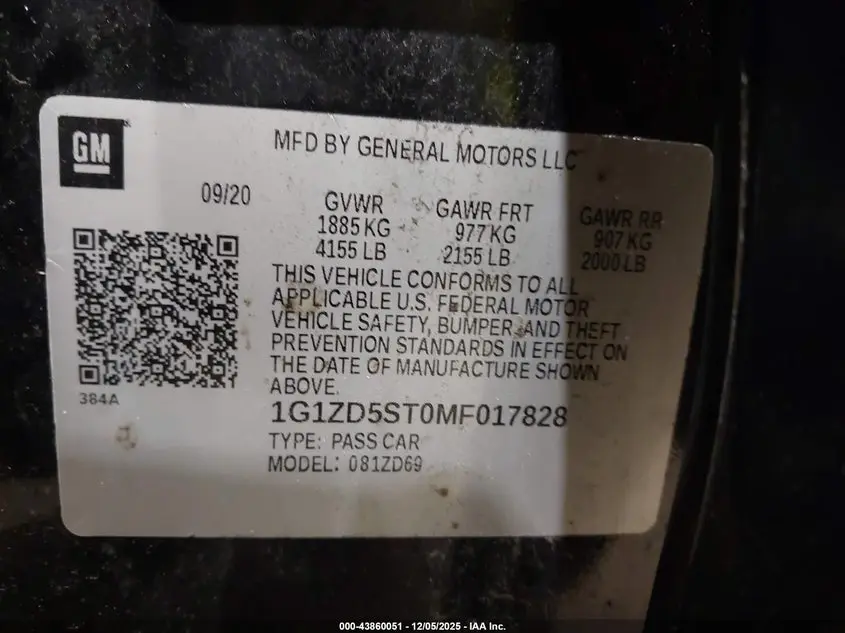 GM
MFD BY GENERAL MOTORS LLC
09/20
GVWR GAWR FRT GAWR RR
1885 KG 977 KG 907 KG
4155 LB 2155 LB 2000 LB
THIS VEHICLE CONFORMS TO ALL
APPLICABLE U.S. FEDERAL MOTOR
VEHICLE SAFETY, BUMPER, AND THEFT
PREVENTION STANDARDS IN EFFECT ON
THE DATE OF MANUFACTURE SHOWN
ABOVE.
384A
1G1ZD5ST0MF017828
TYPE: PASS CAR
MODEL: 081ZD69
000-43860051 - 12/05/2025 - IAA Inc.